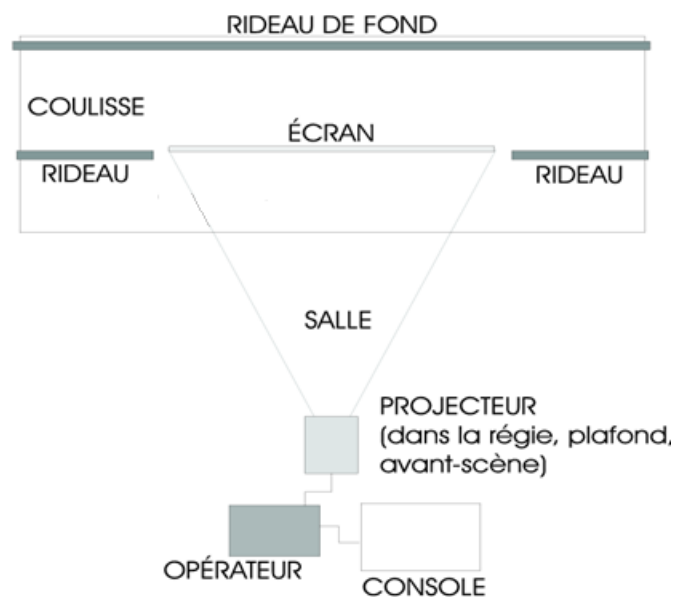 RIDEAU DE FOND
COULISSE
ÉCRAN
RIDEAU
RIDEAU
SALLE
PROJECTEUR
(dans la régie, plafond,
avant-scène)
OPÉRATEUR
CONSOLE